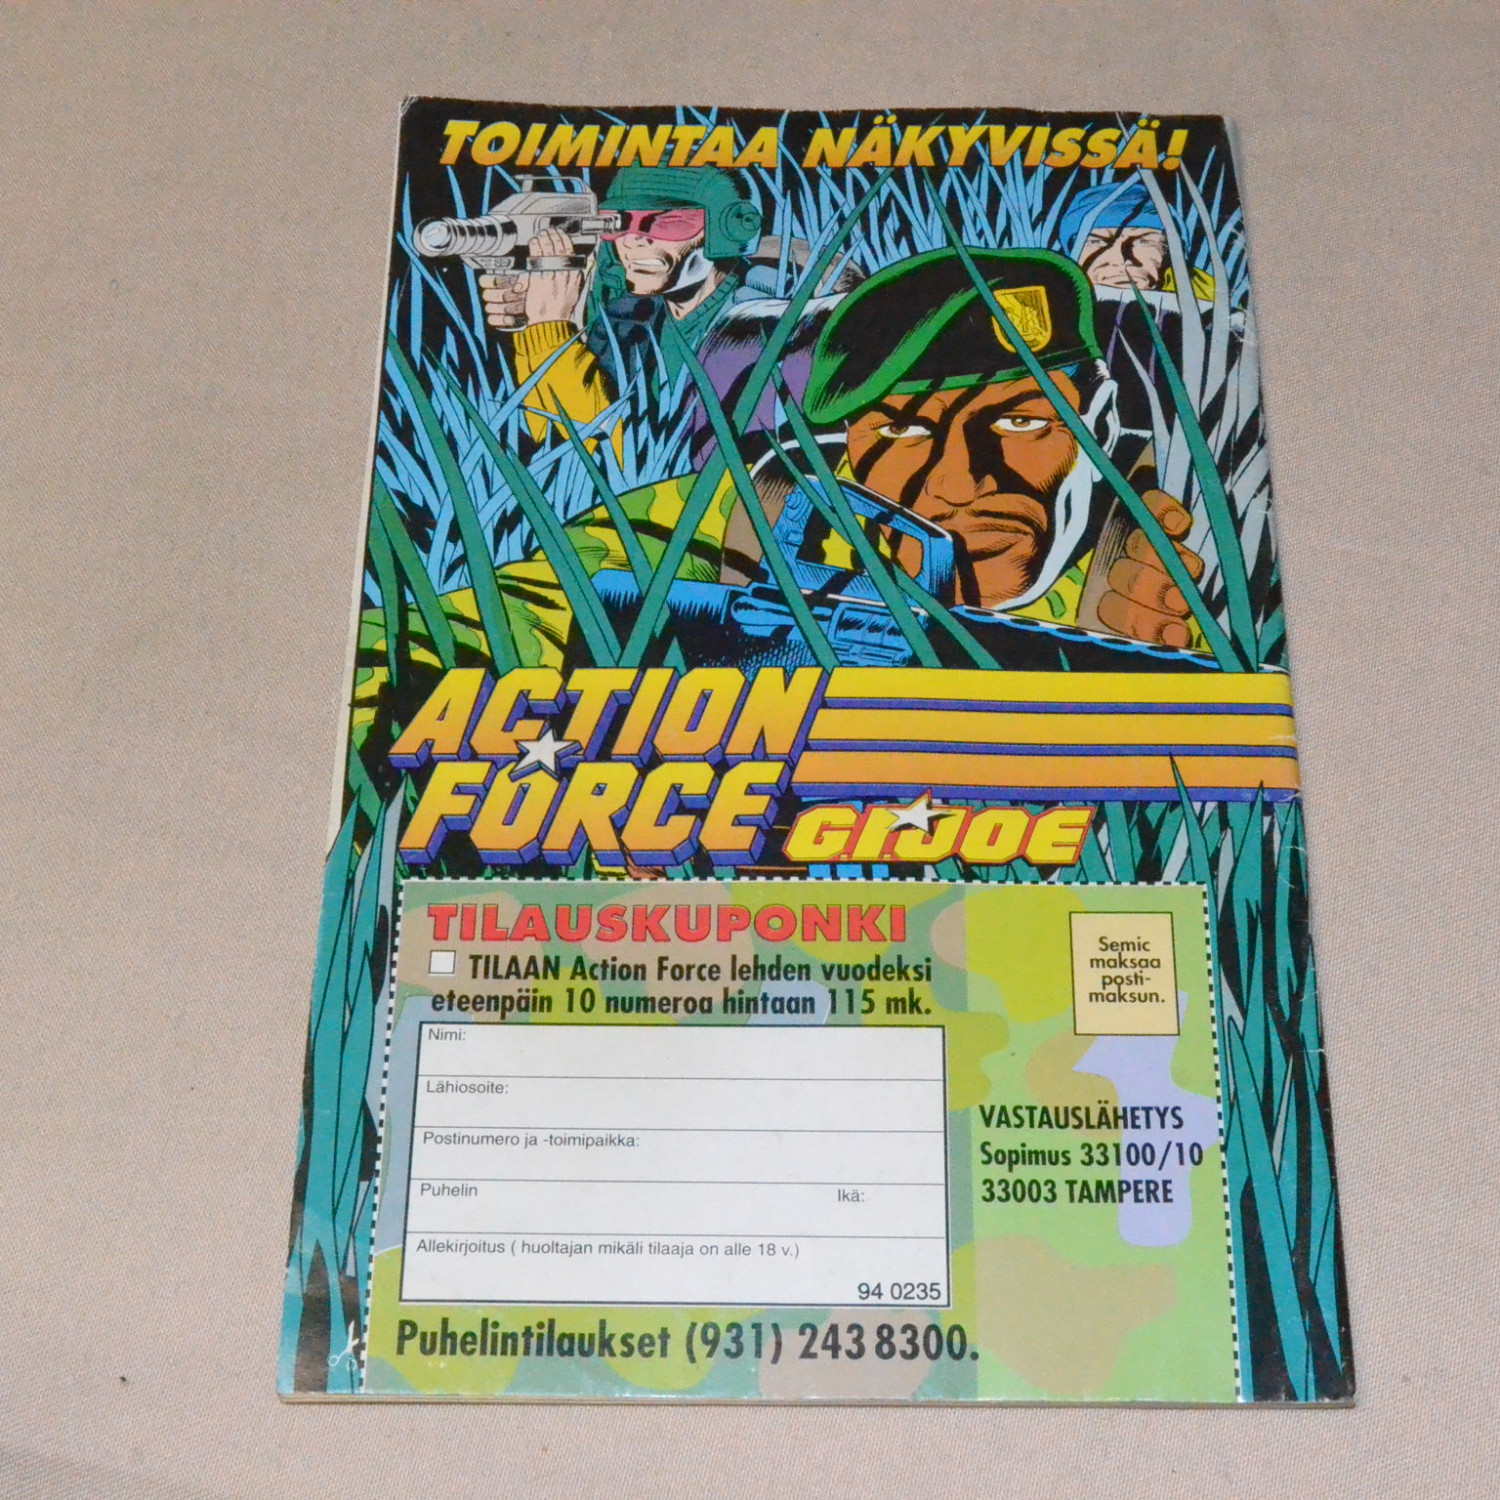 TOIMINTAA NÄKYVISSÄ!
ACTION
FORCE
G.I.JOE
TILAUSKUPONKI
TILAAN Action Force lehden vuodeksi
eteenpäin 10 numeroa hintaan 115 mk.
Nimi:
Lähiosoite:
Postinumero ja -toimipaikka:
Puhelin Ikä:
Allekirjoitus ( huoltajan mikäli tilaaja on alle 18 v.)
94 0235
Puhelintilaukset (931) 243 8300.
Semic
maksaa
posti-
maksun.
VASTAUSLÄHETYS
Sopimus 33100/10
33003 TAMPERE